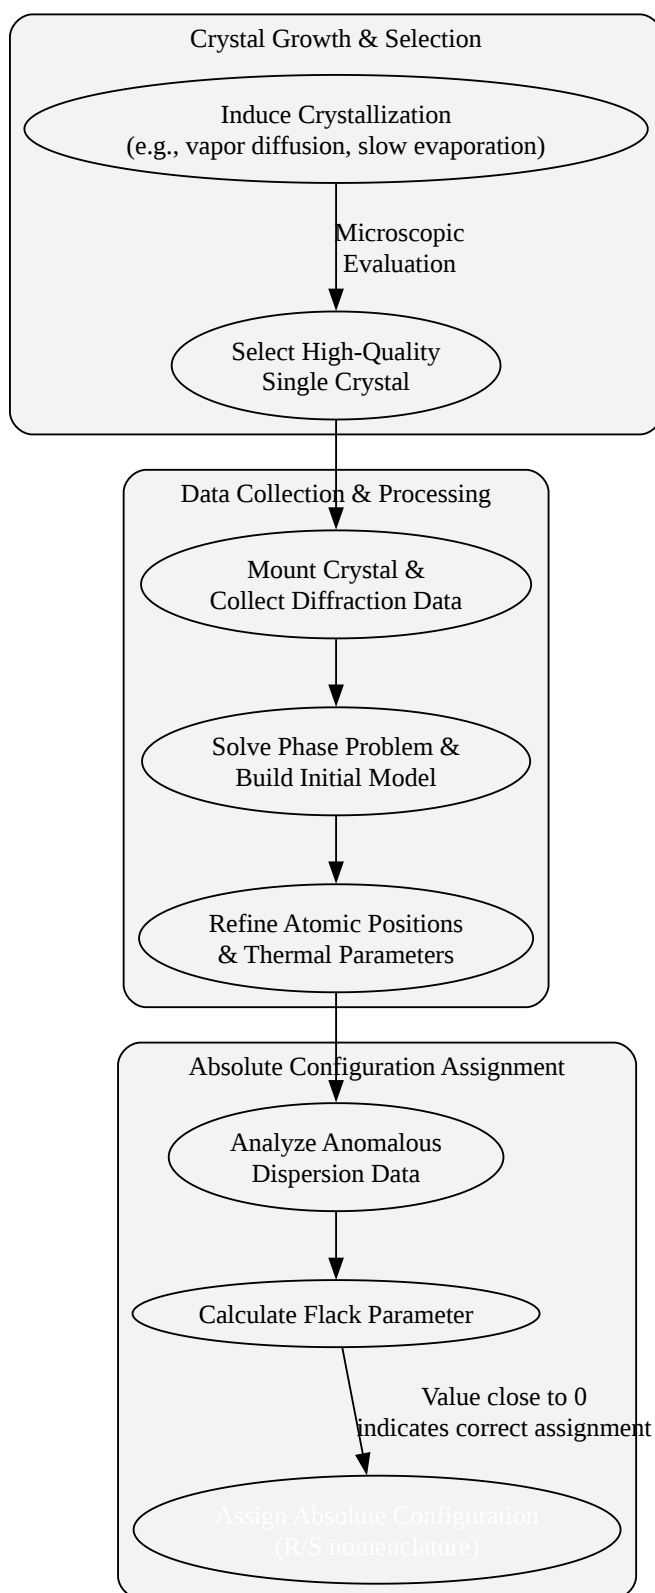 Crystal Growth & Selection
Induce Crystallization
(e.g., vapor diffusion, slow evaporation)
Microscopic
Evaluation
Select High-Quality
Single Crystal
Data Collection & Processing
Mount Crystal &
Collect Diffraction Data
Solve Phase Problem &
Build Initial Model
Refine Atomic Positions
& Thermal Parameters
Absolute Configuration Assignment
Analyze Anomalous
Dispersion Data
Calculate Flack Parameter
Value close to 0
indicates correct assignment
Assign Absolute Configuration
(R/S nomenclature)